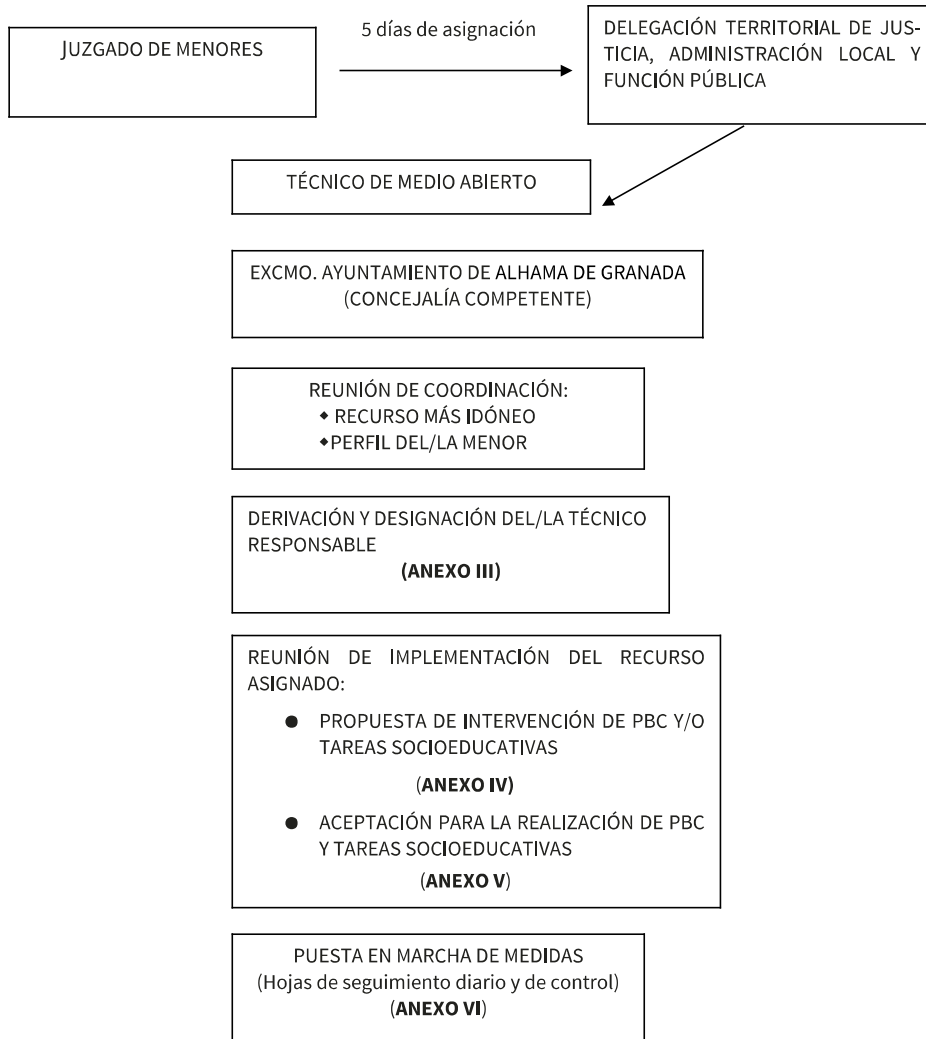 JUZGADO DE MENORES
5 días de asignación
DELEGACIÓN TERRITORIAL DE JUS-
TICIA, ADMINISTRACIÓN LOCAL Y
FUNCIÓN PÚBLICA
TÉCNICO DE MEDIO ABIERTO
EXCMO. AYUNTAMIENTO DE ALHAMA DE GRANADA
(CONCEJALÍA COMPETENTE)
REUNIÓN DE COORDINACIÓN:
◆ RECURSO MÁS IDÓNEO
◆PERFIL DEL/LA MENOR
DERIVACIÓN Y DESIGNACIÓN DEL/LA TÉCNICO
RESPONSABLE
(ANEXO III)
REUNIÓN DE IMPLEMENTACIÓN DEL RECURSO
ASIGNADO:
● PROPUESTA DE INTERVENCIÓN DE PBC Y/O
TAREAS SOCIOEDUCATIVAS
(ANEXO IV)
● ACEPTACIÓN PARA LA REALIZACIÓN DE PBC
Y TAREAS SOCIOEDUCATIVAS
(ANEXO V)
PUESTA EN MARCHA DE MEDIDAS
(Hojas de seguimiento diario y de control)
(ANEXO VI)